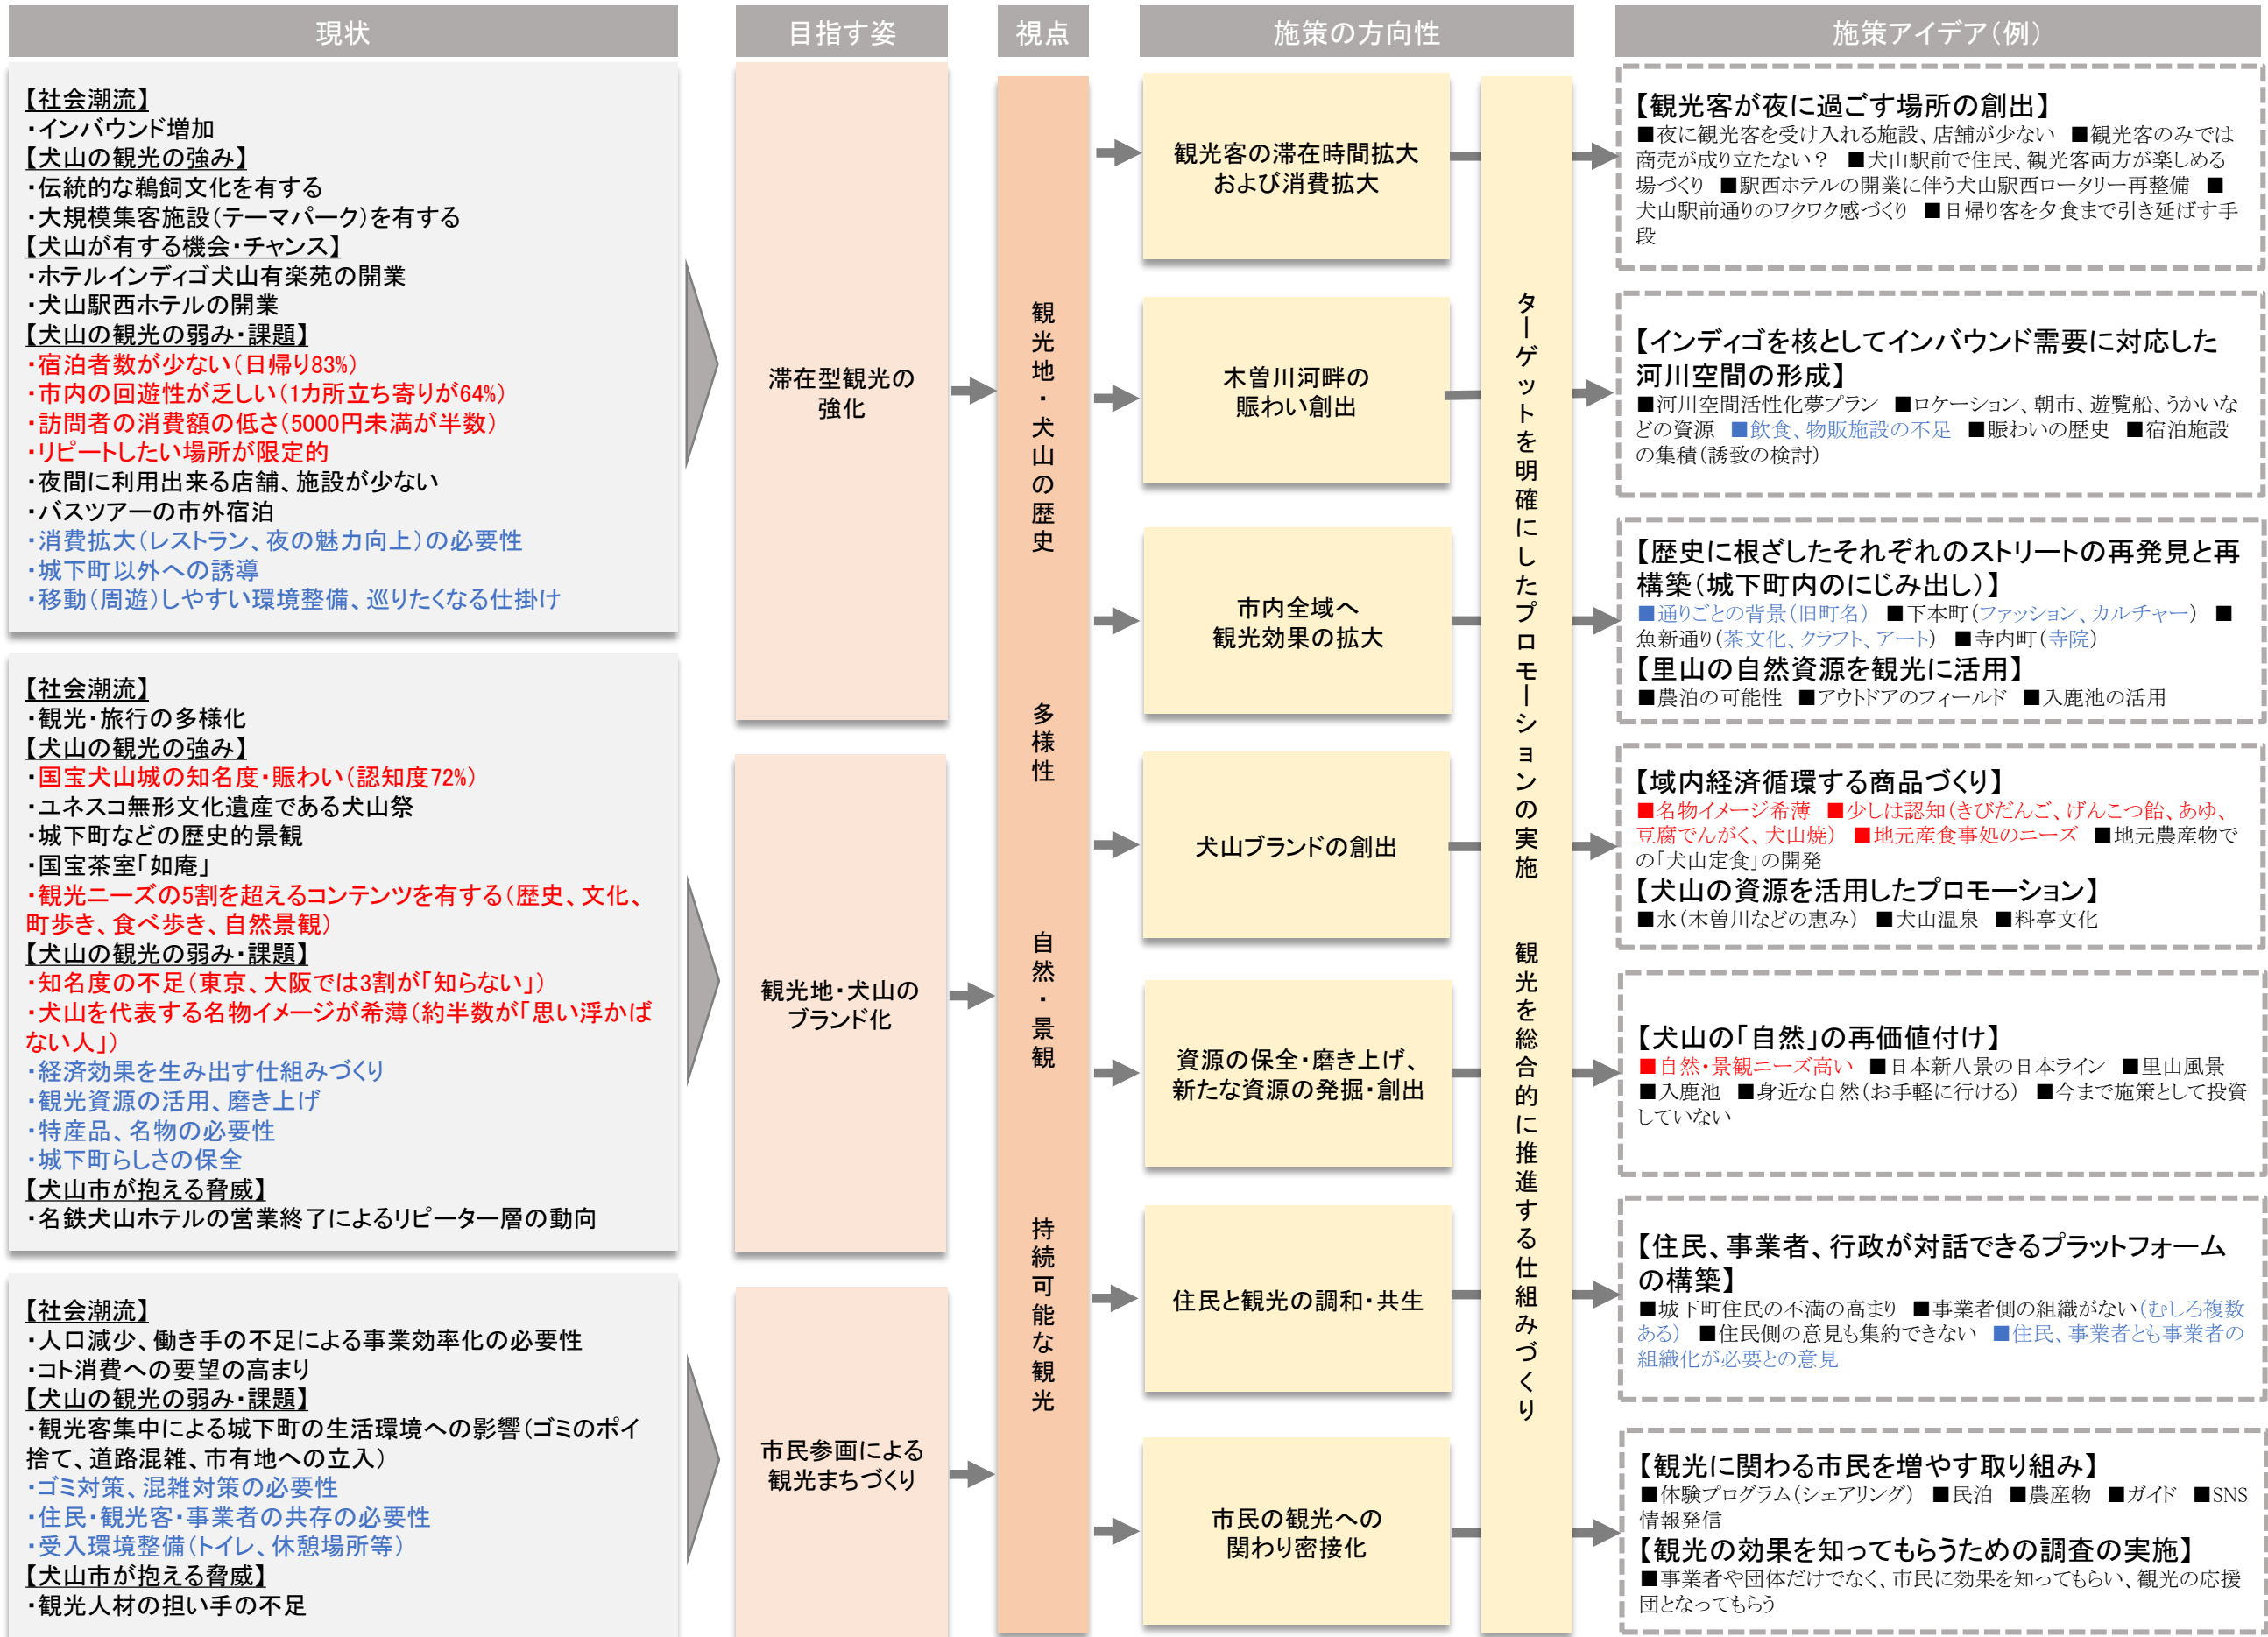 現状
【社会潮流】
・インバウンド増加
【犬山の観光の強み】
・伝統的な鵜飼文化を有する
・大規模集客施設(テーマパーク)を有する
【犬山が有する機会・チャンス】
・ホテルインディゴ犬山有楽苑の開業
・犬山駅西ホテルの開業
【犬山の観光の弱み・課題】
・宿泊者数が少ない(日帰り83%)
・市内の回遊性が乏しい(1カ所立ち寄りが64%)
・訪問者の消費額の低さ(5000円未満が半数)
・リピートしたい場所が限定的
・夜間に利用出来る店舗、施設が少ない
・バスツアーの市外宿泊
・消費拡大(レストラン、夜の魅力向上)の必要性
・城下町以外への誘導
・移動(周遊)しやすい環境整備、巡りたくなる仕掛け
【社会潮流】
・観光・旅行の多様化
【犬山の観光の強み】
・国宝犬山城の知名度・賑わい(認知度72%)
・ユネスコ無形文化遺産である犬山祭
・城下町などの歴史的景観
・国宝茶室「如庵」
・観光ニーズの5割を超えるコンテンツを有する(歴史、文化、
町歩き、食べ歩き、自然景観)
【犬山の観光の弱み・課題】
・知名度の不足(東京、大阪では3割が「知らない」)
・犬山を代表する名物イメージが希薄(約半数が「思い浮かば
ない人」)
・経済効果を生み出す仕組みづくり
・観光資源の活用、磨き上げ
・特産品、名物の必要性
・城下町らしさの保全
【犬山市が抱える脅威】
・名鉄犬山ホテルの営業終了によるリピーター層の動向
【社会潮流】
・人口減少、働き手の不足による事業効率化の必要性
・コト消費への要望の高まり
【犬山の観光の弱み・課題】
・観光客集中による城下町の生活環境への影響(ゴミのポイ
捨て、道路混雑、市有地への立入)
・ゴミ対策、混雑対策の必要性
・住民・観光客・事業者の共存の必要性
・受入環境整備(トイレ、休憩場所等)
【犬山市が抱える脅威】
・観光人材の担い手の不足
目指す姿
滞在型観光の
強化
観光地・犬山の
ブランド化
市民参画による
観光まちづくり
視点
観光地・犬山の歴史
多様性
自然・景観
持続可能な観光
施策の方向性
観光客の滞在時間拡大
および消費拡大
木曽川河畔の
賑わい創出
市内全域へ
観光効果の拡大
犬山ブランドの創出
資源の保全・磨き上げ、
新たな資源の発掘・創出
住民と観光の調和・共生
市民の観光への
関わり密接化
ターゲットを明確にしたプロモーションの実施
観光を総合的に推進する仕組みづくり
施策アイデア(例)
【観光客が夜に過ごす場所の創出】
■夜に観光客を受け入れる施設、店舗が少ない ■観光客のみでは
商売が成り立たない? ■犬山駅前で住民、観光客両方が楽しめる
場づくり ■駅西ホテルの開業に伴う犬山駅西ロータリー再整備 ■
犬山駅前通りのワクワク感づくり ■日帰り客を夕食まで引き延ばす手
段
【インディゴを核としてインバウンド需要に対応した
河川空間の形成】
■河川空間活性化夢プラン ■ロケーション、朝市、遊覧船、うかいな
どの資源 ■飲食、物販施設の不足 ■賑わいの歴史 ■宿泊施設
の集積(誘致の検討)
【歴史に根ざしたそれぞれのストリートの再発見と再
構築(城下町内のにじみ出し)】
■通りごとの背景(旧町名) ■下本町(ファッション、カルチャー) ■
魚新通り(茶文化、クラフト、アート) ■寺内町(寺院)
【里山の自然資源を観光に活用】
■農泊の可能性 ■アウトドアのフィールド ■入鹿池の活用
【域内経済循環する商品づくり】
■名物イメージ希薄 ■少しは認知(きびだんご、げんこつ飴、あゆ、
豆腐でんがく、犬山焼) ■地元産食事処のニーズ ■地元農産物で
の「犬山定食」の開発
【犬山の資源を活用したプロモーション】
■水(木曽川などの恵み) ■犬山温泉 ■料亭文化
【犬山の「自然」の再価値付け】
■自然・景観ニーズ高い ■日本新八景の日本ライン ■里山風景
■入鹿池 ■身近な自然(お手軽に行ける) ■今まで施策として投資
していない
【住民、事業者、行政が対話できるプラットフォーム
の構築】
■城下町住民の不満の高まり ■事業者側の組織がない(むしろ複数
ある) ■住民側の意見も集約できない ■住民、事業者とも事業者の
組織化が必要との意見
【観光に関わる市民を増やす取り組み】
■体験プログラム(シェアリング) ■民泊 ■農産物 ■ガイド ■SNS
情報発信
【観光の効果を知ってもらうための調査の実施】
■事業者や団体だけでなく、市民に効果を知ってもらい、観光の応援
団となってもらう